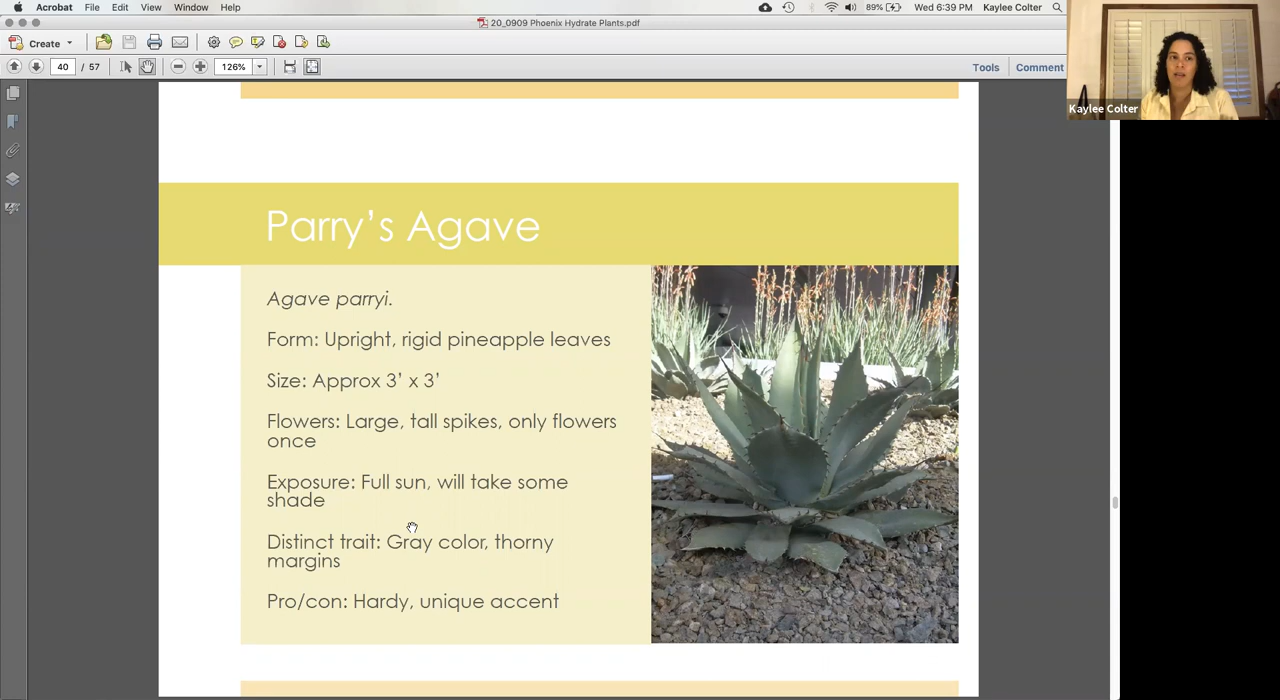 Acrobat File Edit View Window Help
89% Wed 6:39 PM Kaylee Colter
20_0909 Phoenix Hydrate Plants.pdf
Create
40 / 57 126% Tools Comment
Kaylee Colter
Parry’s Agave
Agave parryi.
Form: Upright, rigid pineapple leaves
Size: Approx 3’ x 3’
Flowers: Large, tall spikes, only flowers
once
Exposure: Full sun, will take some
shade
Distinct trait: Gray color, thorny
margins
Pro/con: Hardy, unique accent